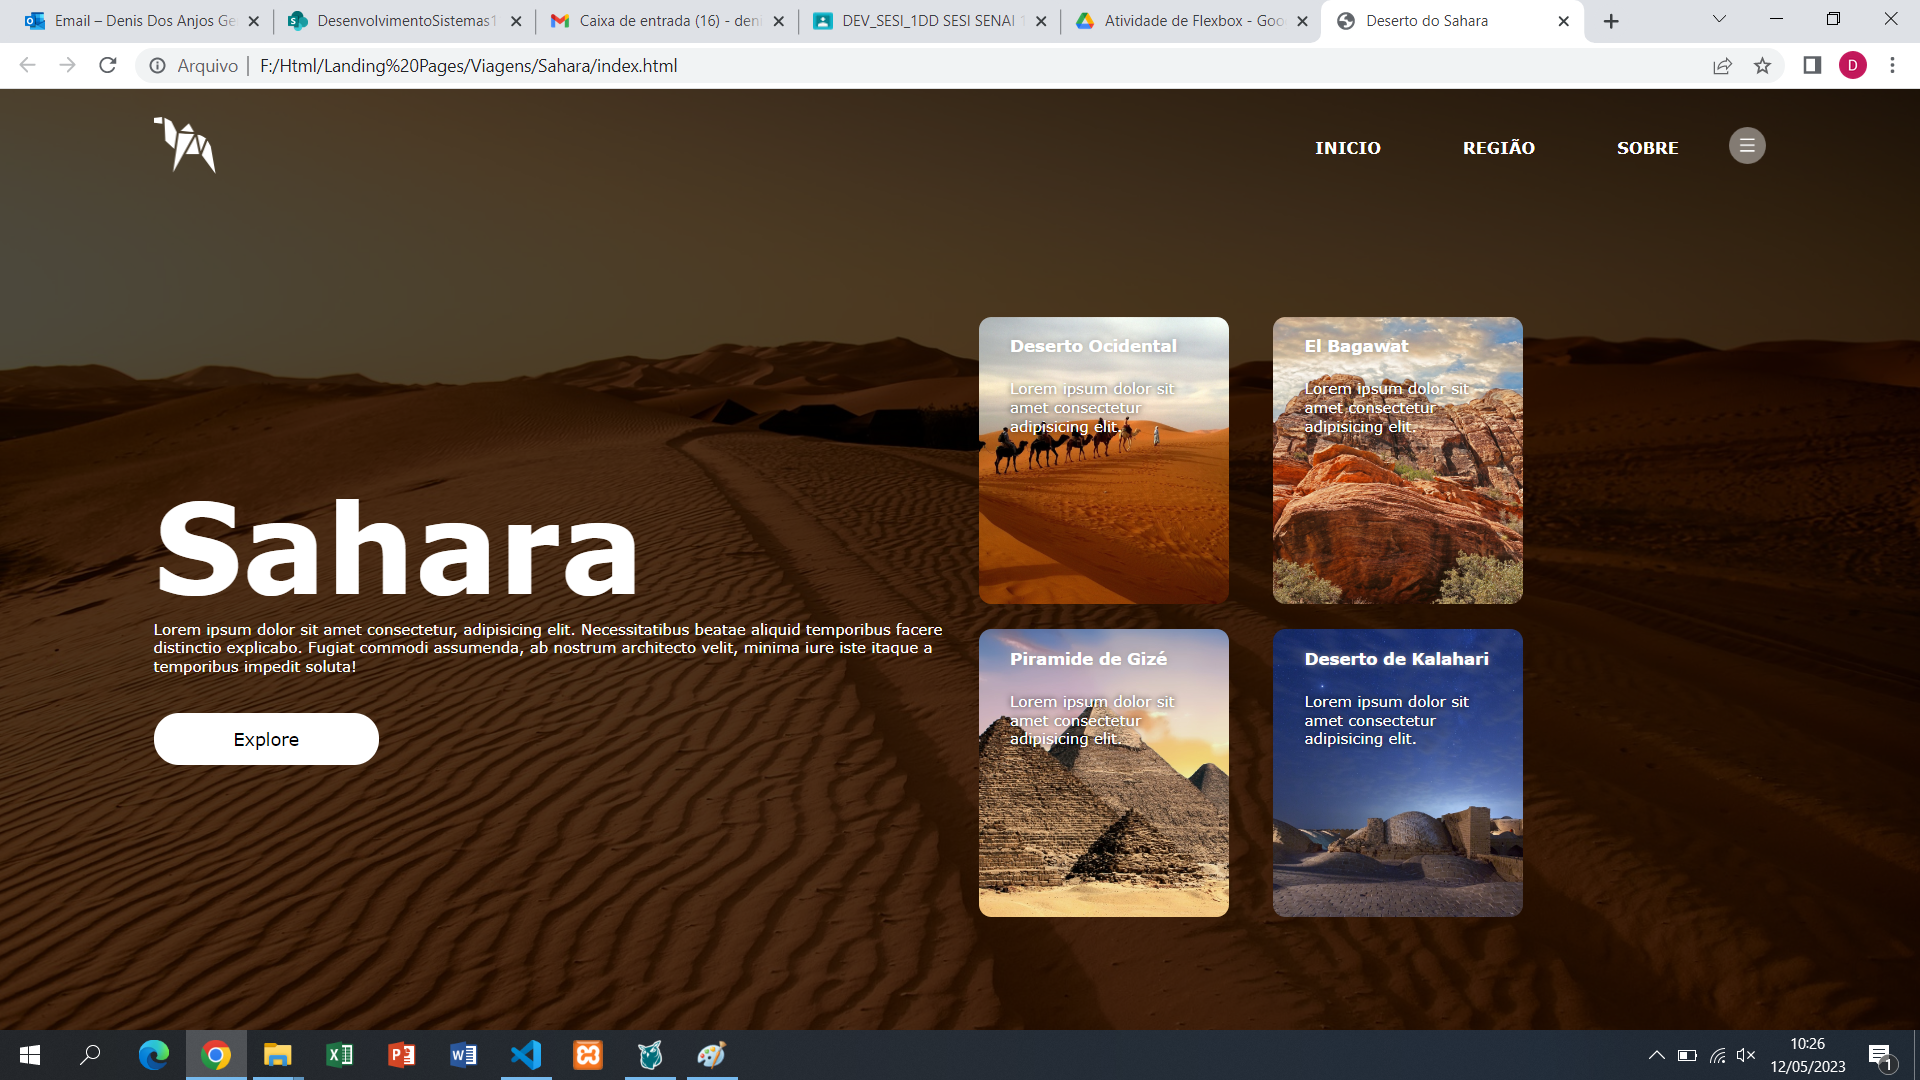 Email – Denis Dos Anjos Ge
DesenvolvimentoSistemas1
Caixa de entrada (16) - deni
DEV_SESI_1DD SESI SENAI 1
Atividade de Flexbox - Goo
Deserto do Sahara
Arquivo | F:/Html/Landing%20Pages/Viagens/Sahara/index.html
D
INICIO
REGIÃO
SOBRE
Sahara
Lorem ipsum dolor sit amet consectetur, adipisicing elit. Necessitatibus beatae aliquid temporibus facere
distinctio explicabo. Fugiat commodi assumenda, ab nostrum architecto velit, minima iure iste itaque a
temporibus impedit soluta!
Explore
Deserto Ocidental
Lorem ipsum dolor sit
amet consectetur
adipisicing elit.
El Bagawat
Lorem ipsum dolor sit
amet consectetur
adipisicing elit.
Piramide de Gizé
Lorem ipsum dolor sit
amet consectetur
adipisicing elit.
Deserto de Kalahari
Lorem ipsum dolor sit
amet consectetur
adipisicing elit.
10:26
12/05/2023
1